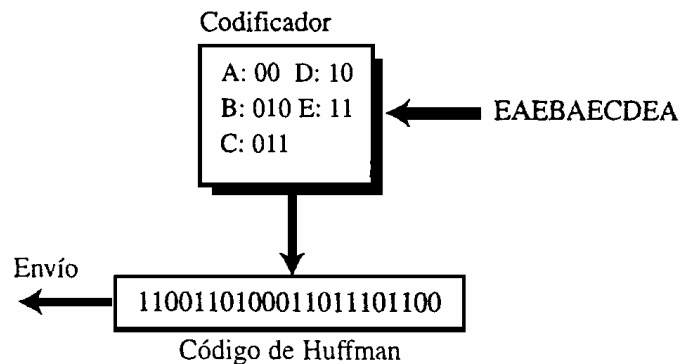 Codificador
A: 00 D: 10
B: 010 E: 11
C: 011
EAEBAECDEA
Envío
1100110100011011101100
Código de Huffman